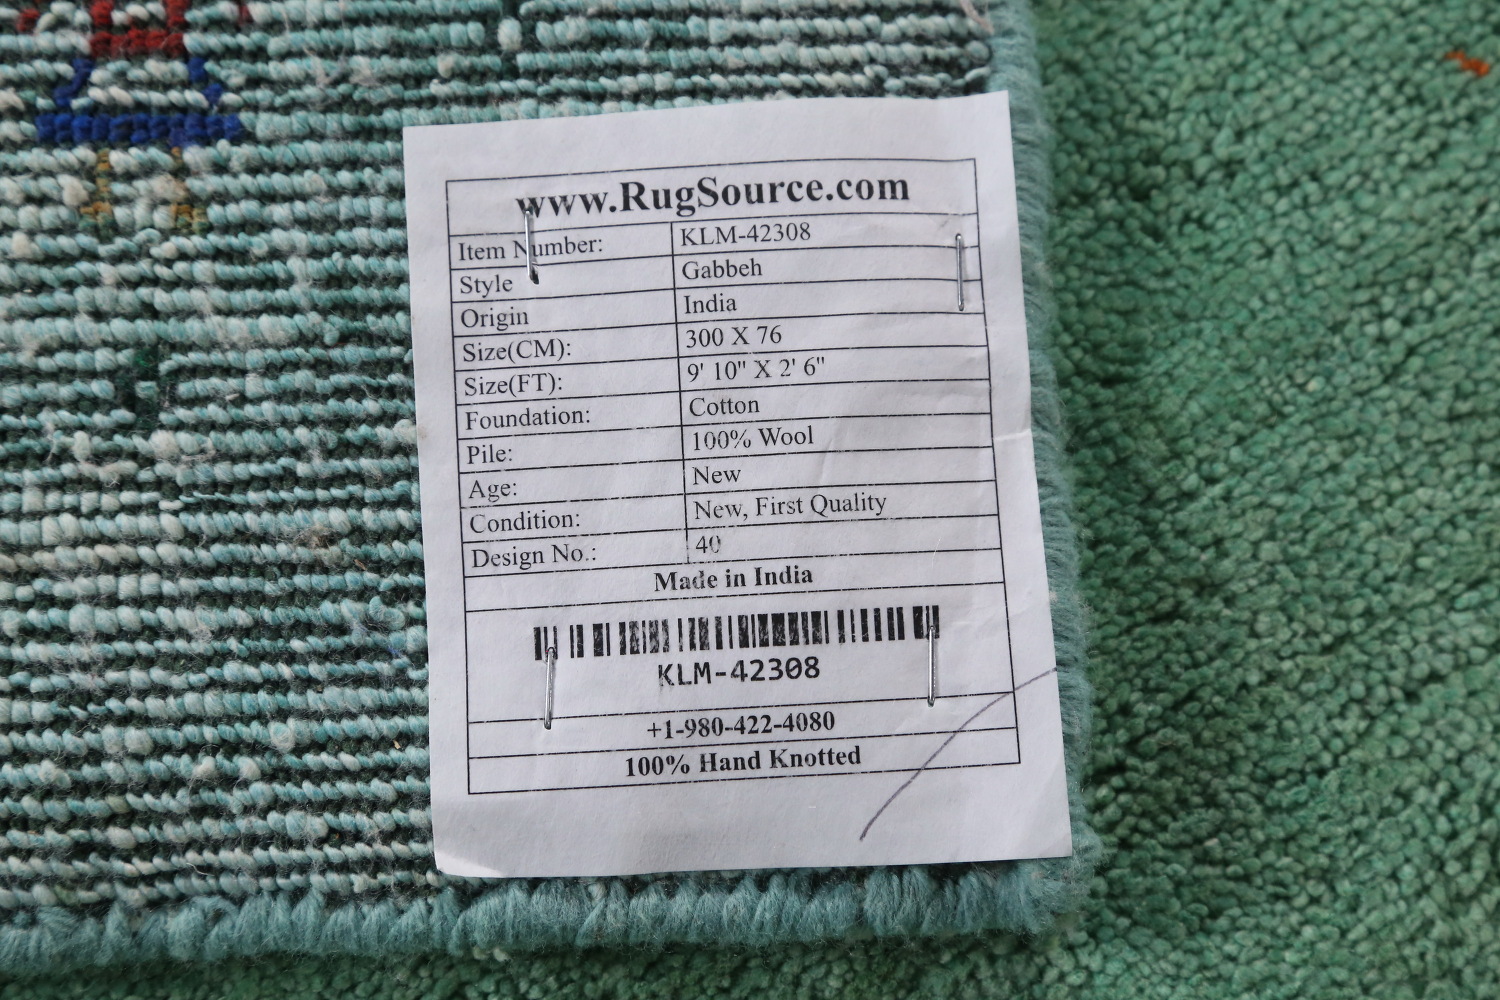 www.RugSource.com
Item Number: KLM-42308
Style Gabbeh
Origin India
Size(CM): 300 X 76
Size(FT): 9' 10" X 2' 6"
Foundation: Cotton
Pile: 100% Wool
Age: New
Condition: New, First Quality
Design No.: 40
Made in India
KLM-42308
+1-980-422-4080
100% Hand Knotted